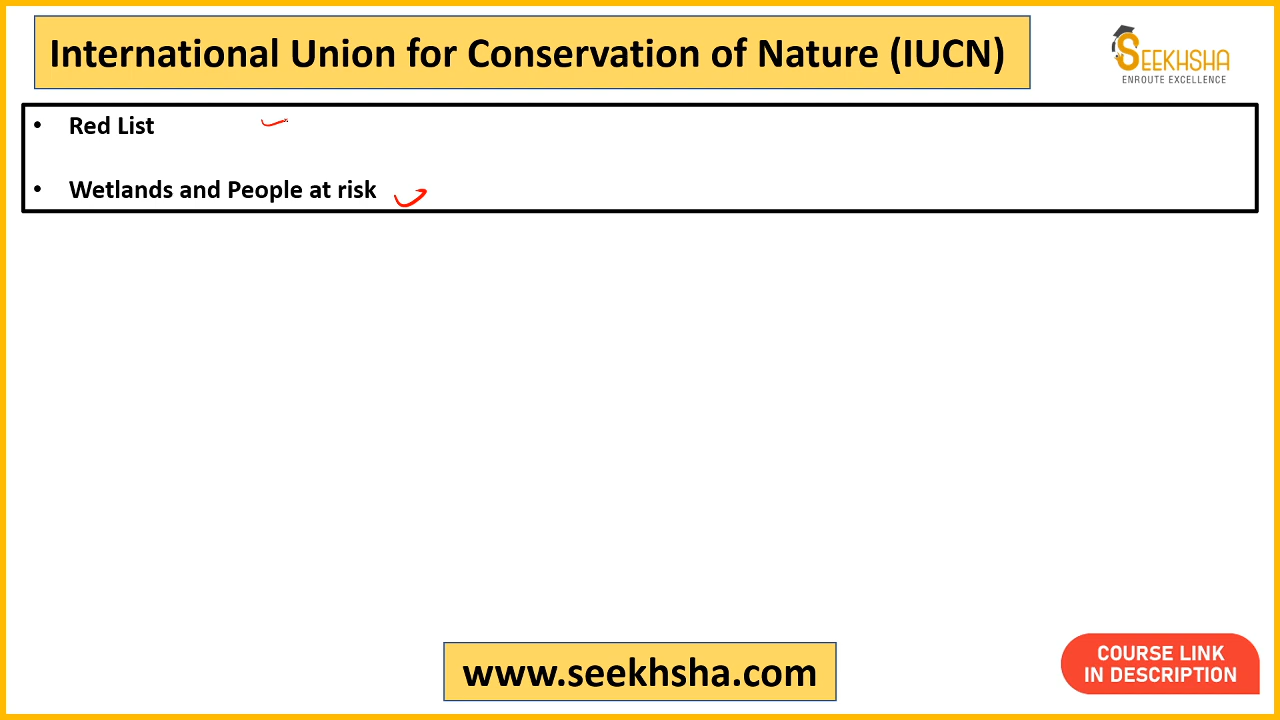 International Union for Conservation of Nature (IUCN)
SEEKHSHA
ENROUTE EXCELLENCE
• Red List
• Wetlands and People at risk
www.seekhsha.com
COURSE LINK
IN DESCRIPTION